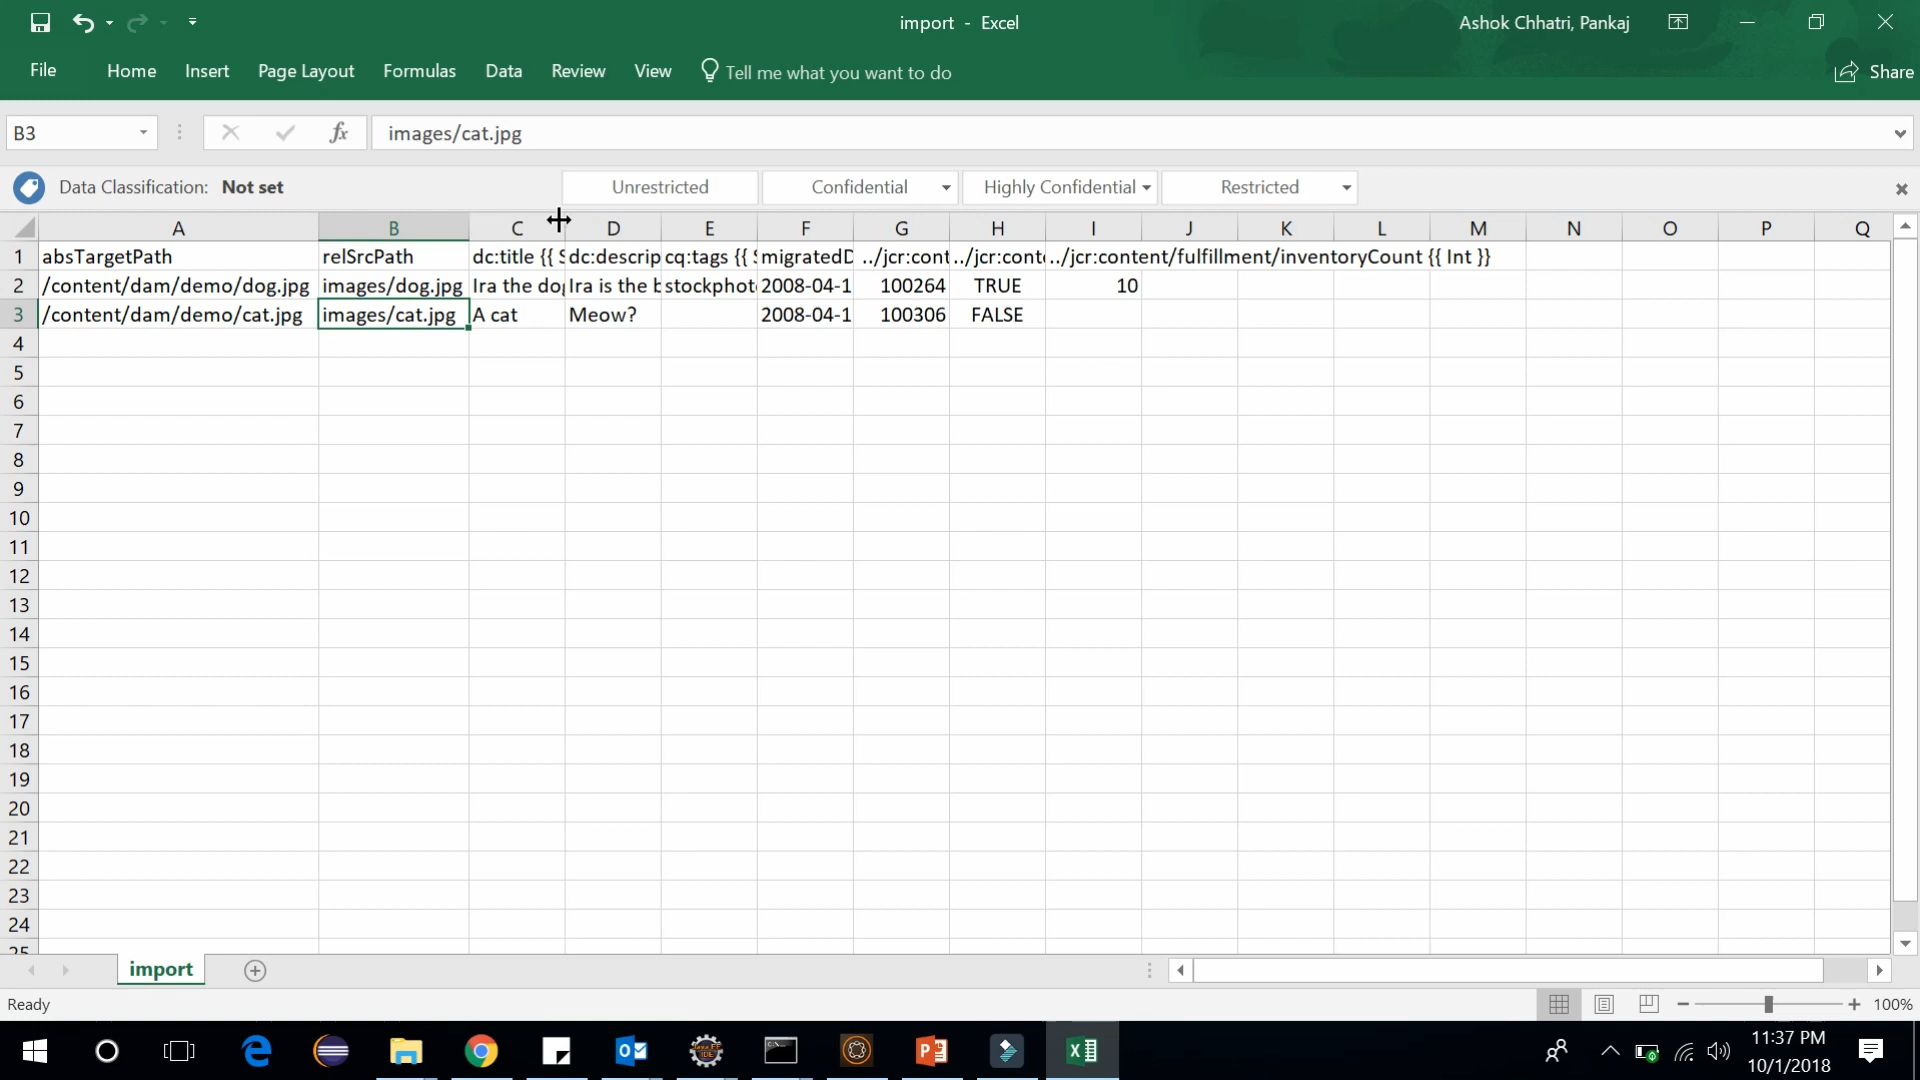 import - Excel
Ashok Chhatri, Pankaj
File Home Insert Page Layout Formulas Data Review View Tell me what you want to do Share
B3 fx images/cat.jpg
Data Classification: Not set Unrestricted Confidential Highly Confidential Restricted
A B C D E F G H I J K L M N O P Q
1 absTargetPath relSrcPath dc:title {{ S dc:descrip cq:tags {{ S migratedD ../jcr:cont ../jcr:cont ../jcr:content/fulfillment/inventoryCount {{ Int }}
2 /content/dam/demo/dog.jpg images/dog.jpg Ira the dog Ira is the b stockphoto 2008-04-1 100264 TRUE 10
3 /content/dam/demo/cat.jpg images/cat.jpg A cat Meow? 2008-04-1 100306 FALSE
4
5
6
7
8
9
10
11
12
13
14
15
16
17
18
19
20
21
22
23
24
25
import
Ready
100%
11:37 PM
10/1/2018